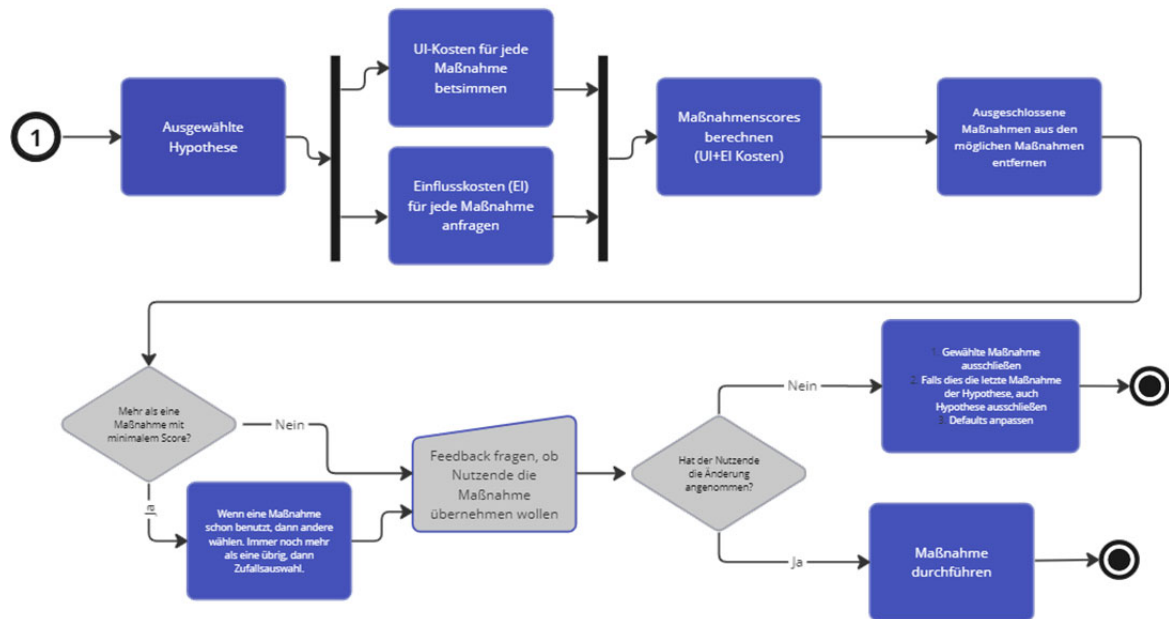 1
Ausgewählte
Hypothese
UI-Kosten für jede
Maßnahme
betsimmen
Einflusskosten (EI)
für jede Maßnahme
anfragen
Maßnahmenscores
berechnen
(UI+EI Kosten)
Ausgeschlossene
Maßnahmen aus den
möglichen Maßnahmen
entfernen
Mehr als eine
Maßnahme mit
minimalem Score?
Nein
Ja
Wenn eine Maßnahme
schon benutzt, dann andere
wählen. Immer noch mehr
als eine übrig, dann
Zufallsauswahl.
Feedback fragen, ob
Nutzende die
Maßnahme
übernehmen wollen
Hat der Nutzende
die Änderung
angenommen?
Nein
1. Gewählte Maßnahme
ausschließen
2. Falls dies die letzte Maßnahme
der Hypothese, auch
Hypothese ausschließen
3. Defaults anpassen
Ja
Maßnahme
durchführen